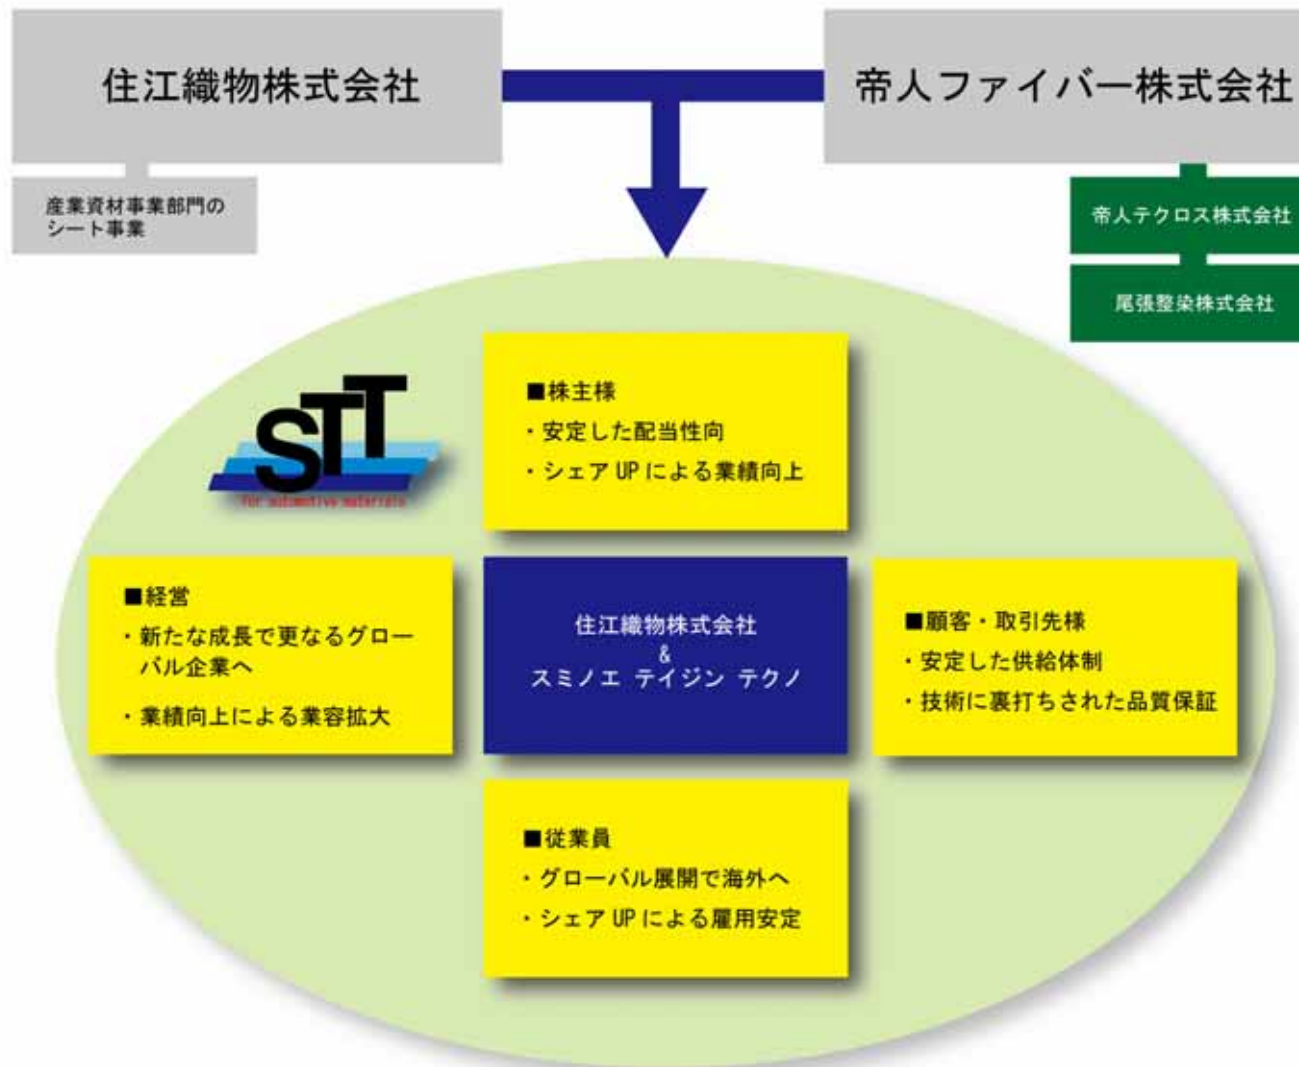 住江織物株式会社
帝人ファイバー株式会社
産業資材事業部門の
シート事業
帝人テクロス株式会社
尾張整染株式会社
STT
for automotive materials
■株主様
・安定した配当性向
・シェア UP による業績向上
■経営
・新たな成長で更なるグロー
バル企業へ
・業績向上による業容拡大
住江織物株式会社
&
スミノエ テイジン テクノ
■顧客・取引先様
・安定した供給体制
・技術に裏打ちされた品質保証
■従業員
・グローバル展開で海外へ
・シェア UP による雇用安定